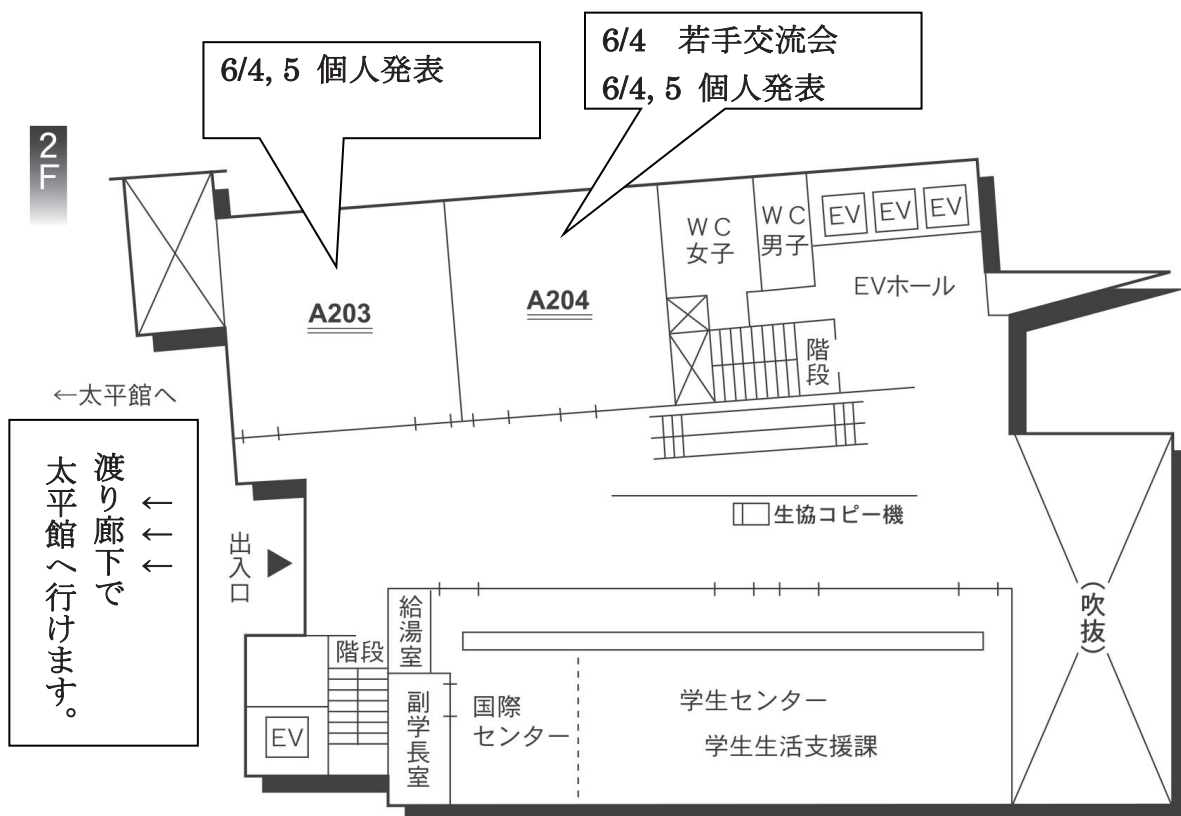 6/4, 5 個人発表
6/4 若手交流会
6/4, 5 個人発表
2F
WC
女子
WC
男子
EV
EV
EV
EVホール
A203
A204
階段
←太平館へ
渡り廊下で
太平館へ行けます。
←
←
←
生協コピー機
出入口
(吹抜)
給湯室
階段
EV
副学長室
国際
センター
学生センター
学生生活支援課